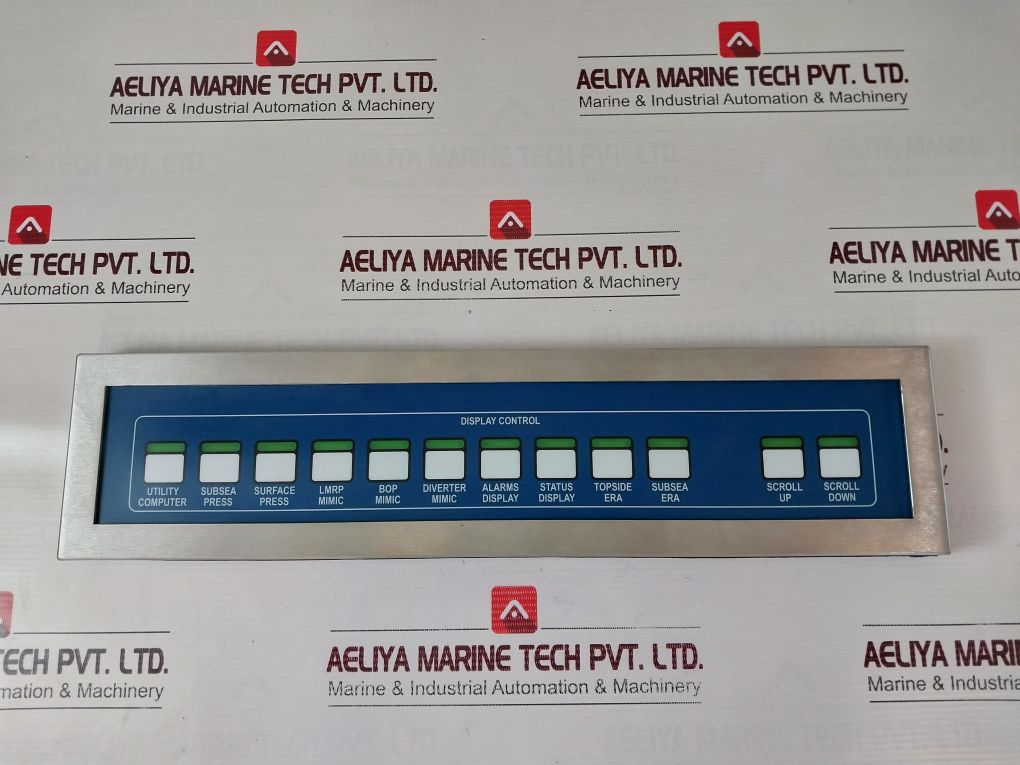 AELIYA MARINE TECH PVT. LTD.
Marine & Industrial Automation & Machinery
AELIYA MARINE TECH PVT. LTD.
Marine & Industrial Automation & Machinery
NE TECH PVT. LTD.
Automation & Machinery
AELIYA MARINE TECH PVT. LTD.
Marine & Industrial Automation & Machinery
AELIYA MARINE T
Marine & Industrial Auto
DISPLAY CONTROL
UTILITY COMPUTER
SUBSEA PRESS
SURFACE PRESS
LMRP MIMIC
BOP MIMIC
DIVERTER MIMIC
ALARMS DISPLAY
STATUS DISPLAY
TOPSIDE ERA
SUBSEA ERA
SCROLL UP
SCROLL DOWN
TECH PVT. LTD.
mation & Machinery
AELIYA MARINE TECH PVT. LTD.
Marine & Industrial Automation & Machinery
AELIYA MARI
Marine & Industria